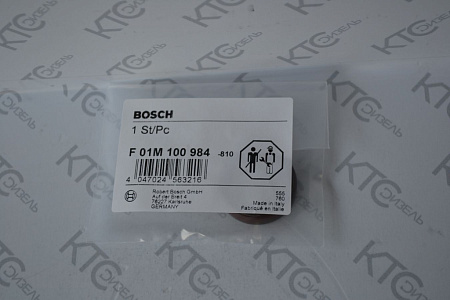 BOSCH
1 St/Pc
F 01M 100 984 -810
4 047024 563216
Robert Bosch GmbH
Auf der Breit 4
76227 Karlsruhe
GERMANY
Made in Italy
Fabriqué en Italie
КТС дизель